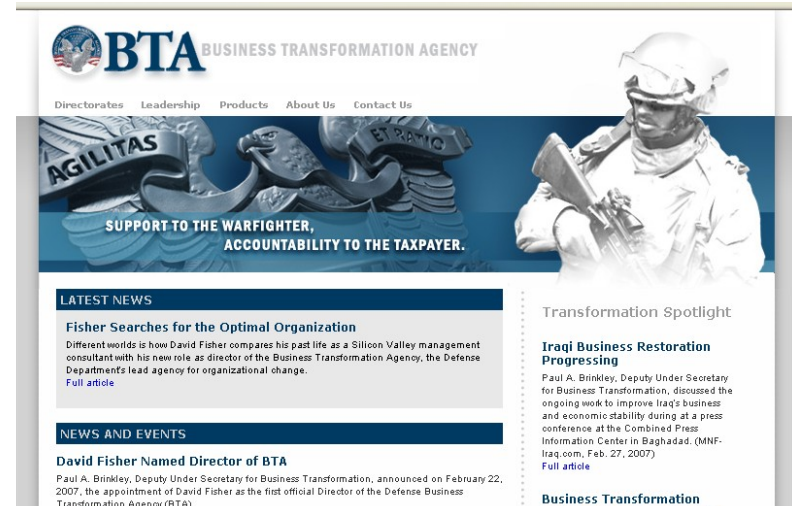 BTA BUSINESS TRANSFORMATION AGENCY
Directorates Leadership Products About Us Contact Us
AGILITAS
ET RATIO
SUPPORT TO THE WARFIGHTER,
ACCOUNTABILITY TO THE TAXPAYER.
LATEST NEWS
Fisher Searches for the Optimal Organization
Different worlds is how David Fisher compares his past life as a Silicon Valley management
consultant with his new role as director of the Business Transformation Agency, the Defense
Department's lead agency for organizational change.
Full article
NEWS AND EVENTS
David Fisher Named Director of BTA
Paul A. Brinkley, Deputy Under Secretary for Business Transformation, announced on February 22,
2007, the appointment of David Fisher as the first official Director of the Defense Business
Transformation Agency (BTA)
Transformation Spotlight
Iraqi Business Restoration
Progressing
Paul A. Brinkley, Deputy Under Secretary
for Business Transformation, discussed the
ongoing work to improve Iraq's business
and economic stability during at a press
conference at the Combined Press
Information Center in Baghadad. (MNF-
Iraq.com, Feb. 27, 2007)
Full article
Business Transformation